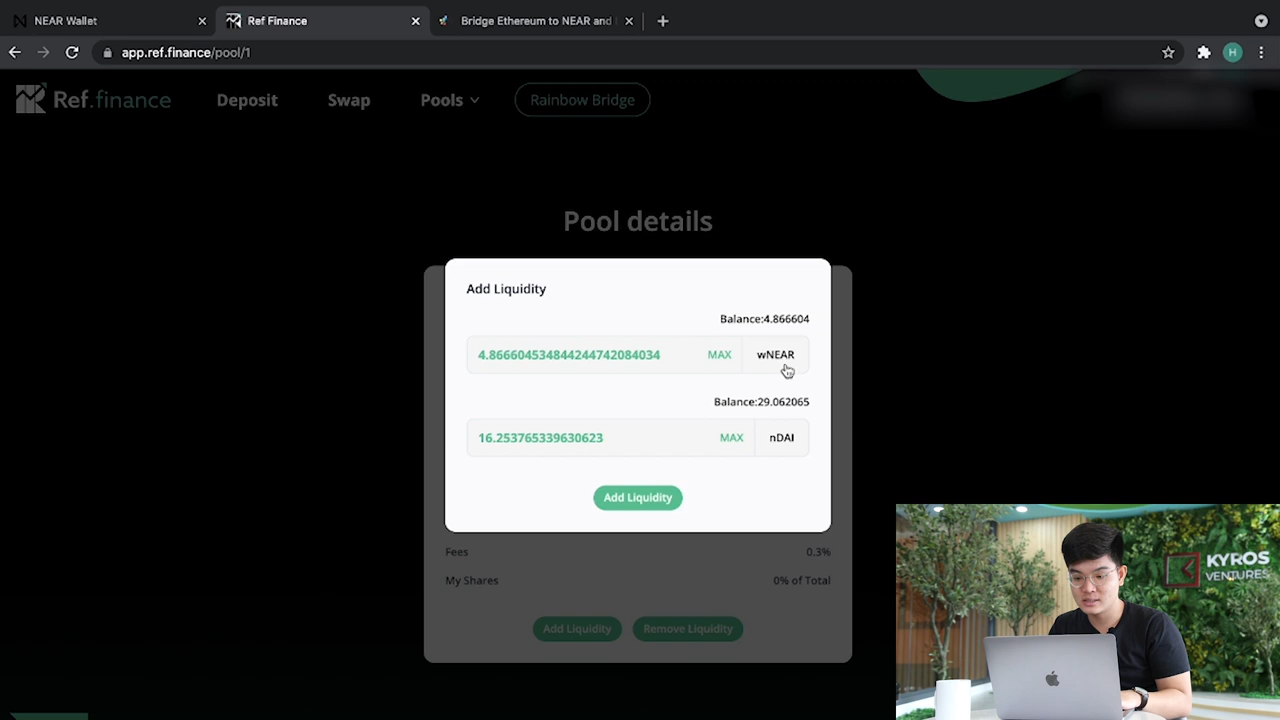 NEAR Wallet
Ref Finance
Bridge Ethereum to NEAR and
app.ref.finance/pool/1
H
Ref.finance
Deposit
Swap
Pools
Rainbow Bridge
Pool details
Add Liquidity
Balance:4.866604
4.866604534844244742084034
MAX
wNEAR
Balance:29.062065
16.253765339630623
MAX
nDAI
Add Liquidity
Fees
0.3%
My Shares
0% of Total
Add Liquidity
Remove Liquidity
KYROS
VENTURES